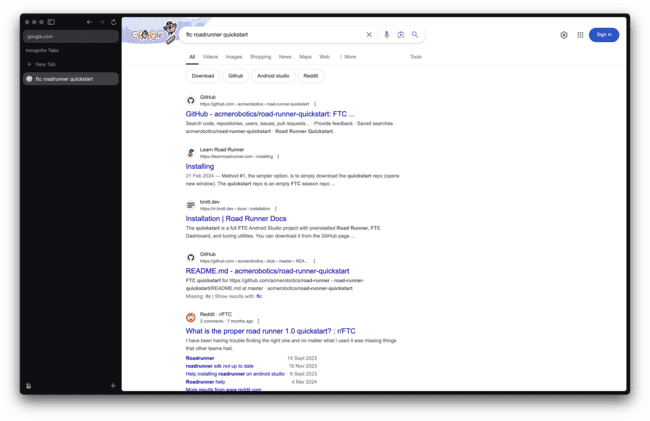 google.com
Incognito Tabs
New Tab
ftc roadrunner quickstart
Google
ftc roadrunner quickstart
Sign in
All Videos Images Shopping News Maps Web More Tools
Download Github Android studio Reddit
GitHub
https://github.com › acmerobotics › road-runner-quickstart
GitHub - acmerobotics/road-runner-quickstart: FTC ...
Search code, repositories, users, issues, pull requests... · Provide feedback · Saved searches ·
acmerobotics/road-runner-quickstart · Road Runner Quickstart.
Learn Road Runner
https://learnroadrunner.com › installing
Installing
21 Feb 2024 — Method #1, the simpler option, is to simply download the quickstart repo (opens
new window). The quickstart repo is an empty FTC season repo ...
brott.dev
https://rr.brott.dev › docs › installation
Installation | Road Runner Docs
The quickstart is a full FTC Android Studio project with preinstalled Road Runner, FTC
Dashboard, and tuning utilities. You can download it from the GitHub page ...
GitHub
https://github.com › acmerobotics › blob › master › REA...
README.md - acmerobotics/road-runner-quickstart
FTC quickstart for https://github.com/acmerobotics/road-runner - road-runner-
quickstart/README.md at master · acmerobotics/road-runner-quickstart.
Missing: ftc | Show results with: ftc
Reddit · r/FTC
2 comments · 7 months ago
What is the proper road runner 1.0 quickstart? : r/FTC
I have been having trouble finding the right one and no matter what I used it was missing things
that other teams had.
Roadrunner 14 Sept 2023
roadrunner sdk not up to date 16 Nov 2023
Help installing roadrunner on android studio 6 Sept 2023
Roadrunner help 4 Mar 2024
More results from www.reddit.com